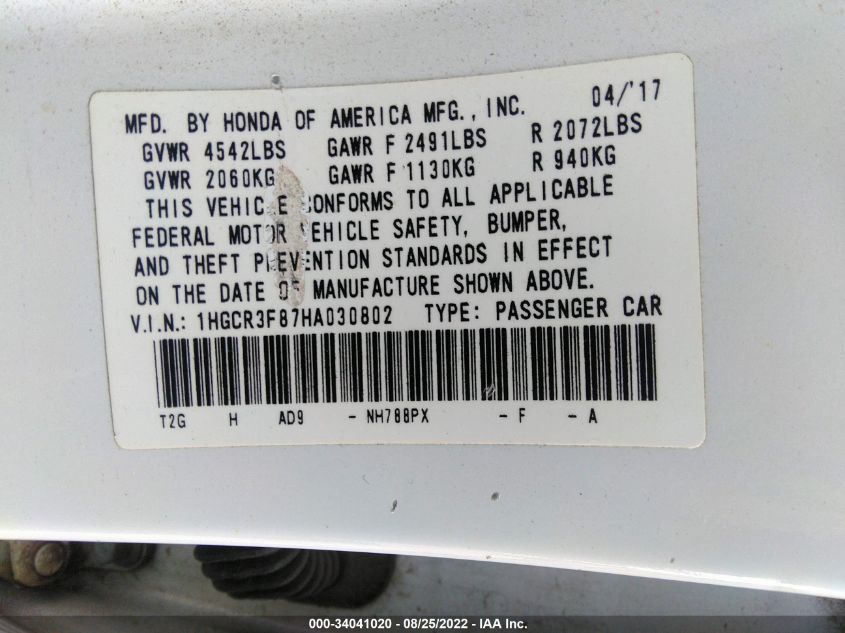 MFD. BY HONDA OF AMERICA MFG., INC. 04/'17
GVWR 4542LBS GAWR F 2491LBS R 2072LBS
GVWR 2060KG GAWR F 1130KG R 940KG
THIS VEHICLE CONFORMS TO ALL APPLICABLE
FEDERAL MOTOR VEHICLE SAFETY, BUMPER,
AND THEFT PREVENTION STANDARDS IN EFFECT
ON THE DATE OF MANUFACTURE SHOWN ABOVE.
V.I.N.: 1HGCR3F87HA030802 TYPE: PASSENGER CAR
T2G H AD9 - NH788PX - F - A
000-34041020 - 08/25/2022 - IAA Inc.